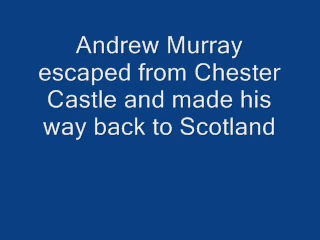 Andrew Murray
escaped from Chester
Castle and made his
way back to Scotland